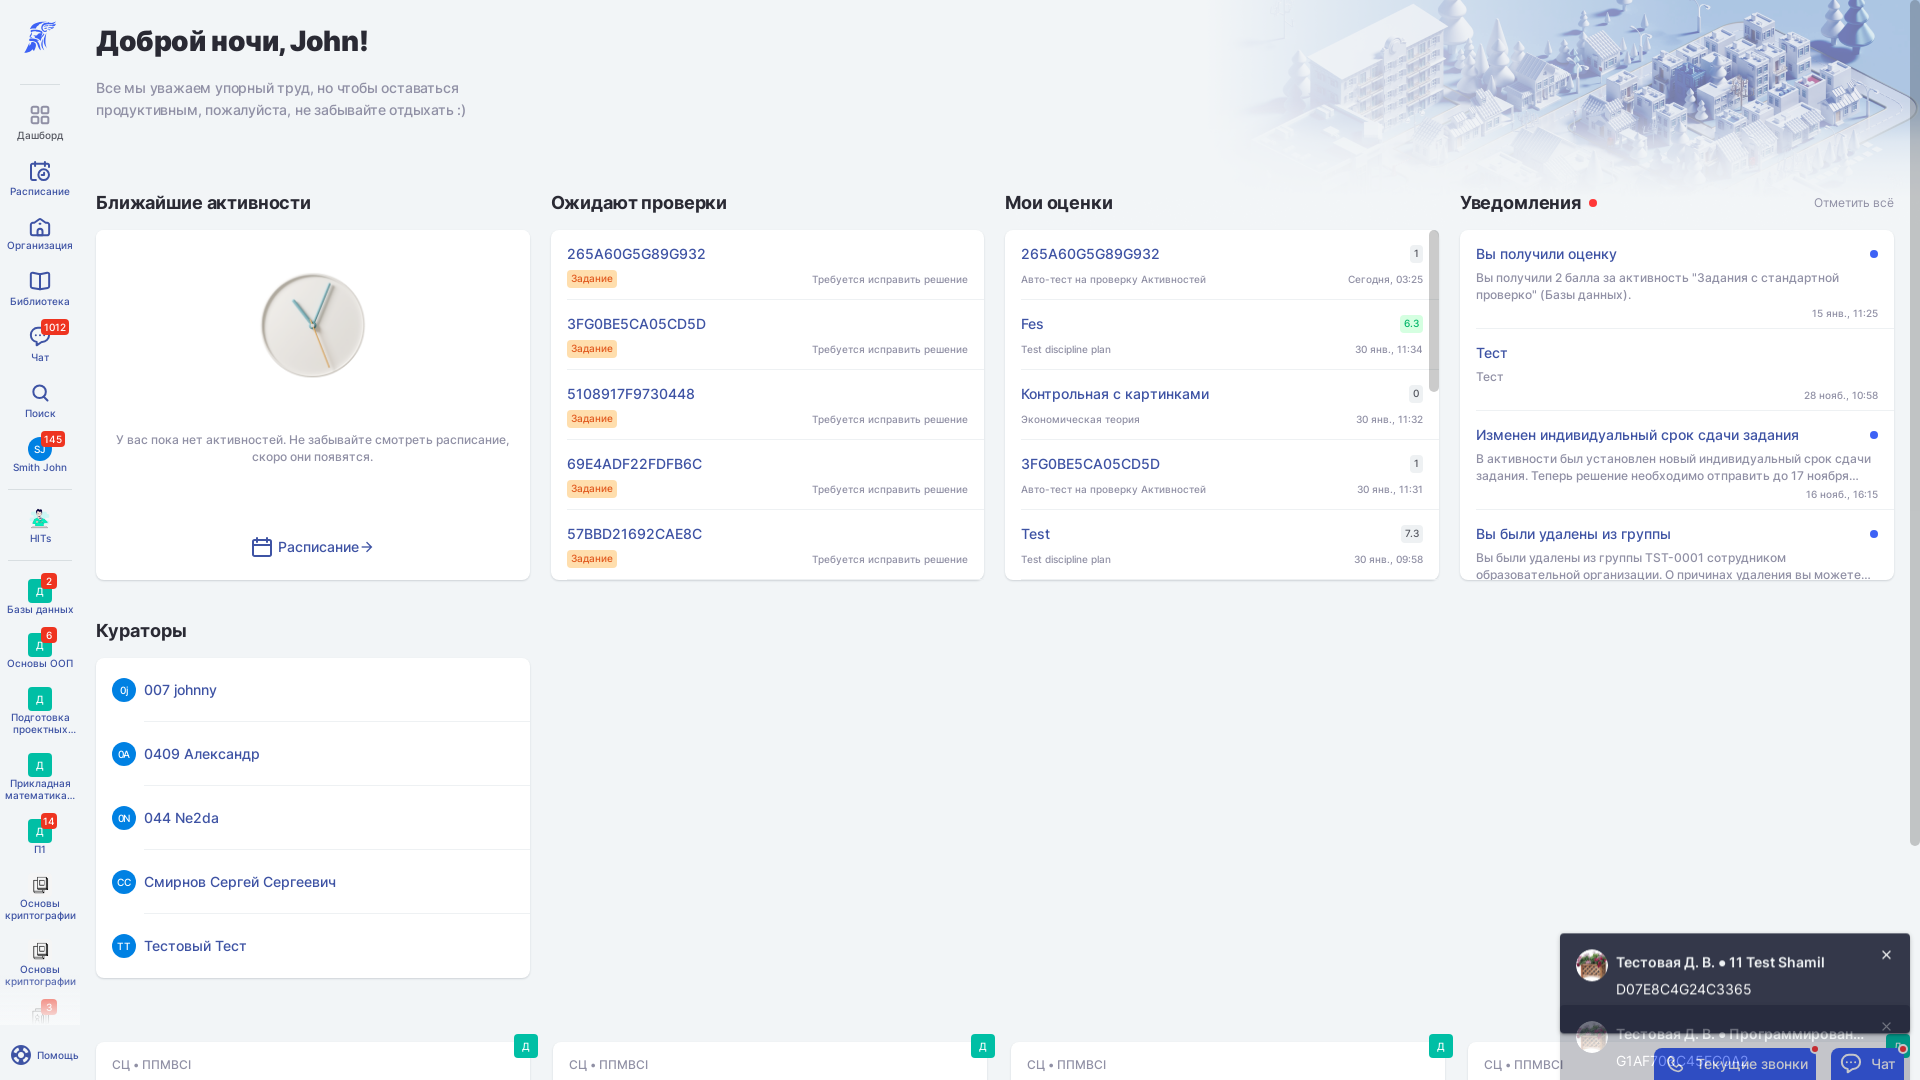 Доброй ночи, John!
Все мы уважаем упорный труд, но чтобы оставаться
продуктивным, пожалуйста, не забывайте отдыхать :)
Дашборд
Расписание
Организация
Библиотека
1012
Чат
Поиск
145
SJ
Smith John
HITs
2
Д
Базы данных
6
Д
Основы ООП
Д
Подготовка
проектных...
Д
Прикладная
математика...
14
Д
П1
Основы
криптографии
Основы
криптографии
3
Помощь
Ближайшие активности
У вас пока нет активностей. Не забывайте смотреть расписание,
скоро они появятся.
Расписание
Ожидают проверки
265A60G5G89G932
Задание Требуется исправить решение
3FG0BE5CA05CD5D
Задание Требуется исправить решение
5108917F9730448
Задание Требуется исправить решение
69E4ADF22FDFB6C
Задание Требуется исправить решение
57BBD21692CAE8C
Задание Требуется исправить решение
Мои оценки
265A60G5G89G932 1
Авто-тест на проверку Активностей Сегодня, 03:25
Fes 6.3
Test discipline plan 30 янв., 11:34
Контрольная с картинками 0
Экономическая теория 30 янв., 11:32
3FG0BE5CA05CD5D 1
Авто-тест на проверку Активностей 30 янв., 11:31
Test 7.3
Test discipline plan 30 янв., 09:58
Уведомления Отметить всё
Вы получили оценку
Вы получили 2 балла за активность "Задания с стандартной
проверко" (Базы данных).
15 янв., 11:25
Тест
Тест
28 нояб., 10:58
Изменен индивидуальный срок сдачи задания
В активности был установлен новый индивидуальный срок сдачи
задания. Теперь решение необходимо отправить до 17 ноября...
16 нояб., 16:15
Вы были удалены из группы
Вы были удалены из группы TST-0001 сотрудником
образовательной организации. О причинах удаления вы можете...
Кураторы
0j 007 johnny
0А 0409 Александр
0N 044 Ne2da
СС Смирнов Сергей Сергеевич
ТТ Тестовый Тест
Д
СЦ • ППМВСI
Д
СЦ • ППМВСI
Д
СЦ • ППМВСI
Д
СЦ • ППМВСI
Тестовая Д. В. ● 11 Test Shamil
D07E8C4G24C3365
Тестовая Д. В. ● Программирован...
Текущие звонки
Чат